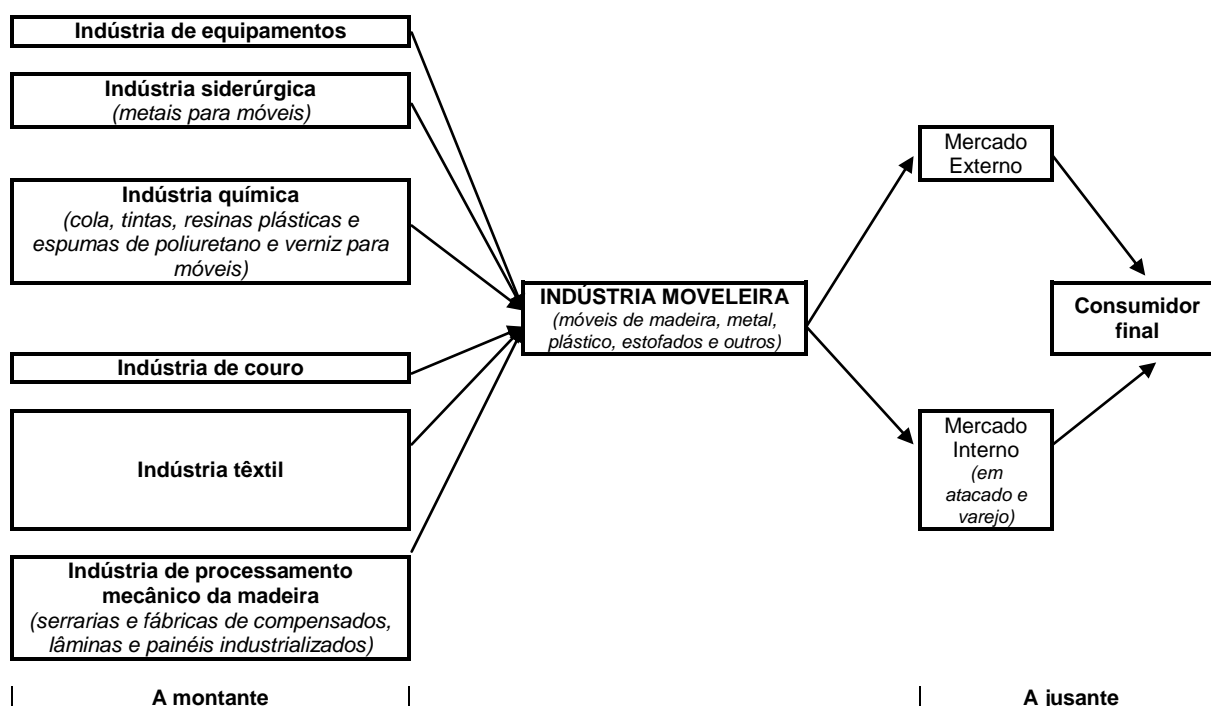 Indústria de equipamentos
Indústria siderúrgica
(metais para móveis)
Indústria química
(cola, tintas, resinas plásticas e
espumas de poliuretano e verniz para
móveis)
Indústria de couro
Indústria têxtil
Indústria de processamento
mecânico da madeira
(serrarias e fábricas de compensados,
lâminas e painéis industrializados)
A montante
INDÚSTRIA MOVELEIRA
(móveis de madeira, metal,
plástico, estofados e outros)
Mercado
Externo
Mercado
Interno
(em
atacado e
varejo)
Consumidor
final
A jusante